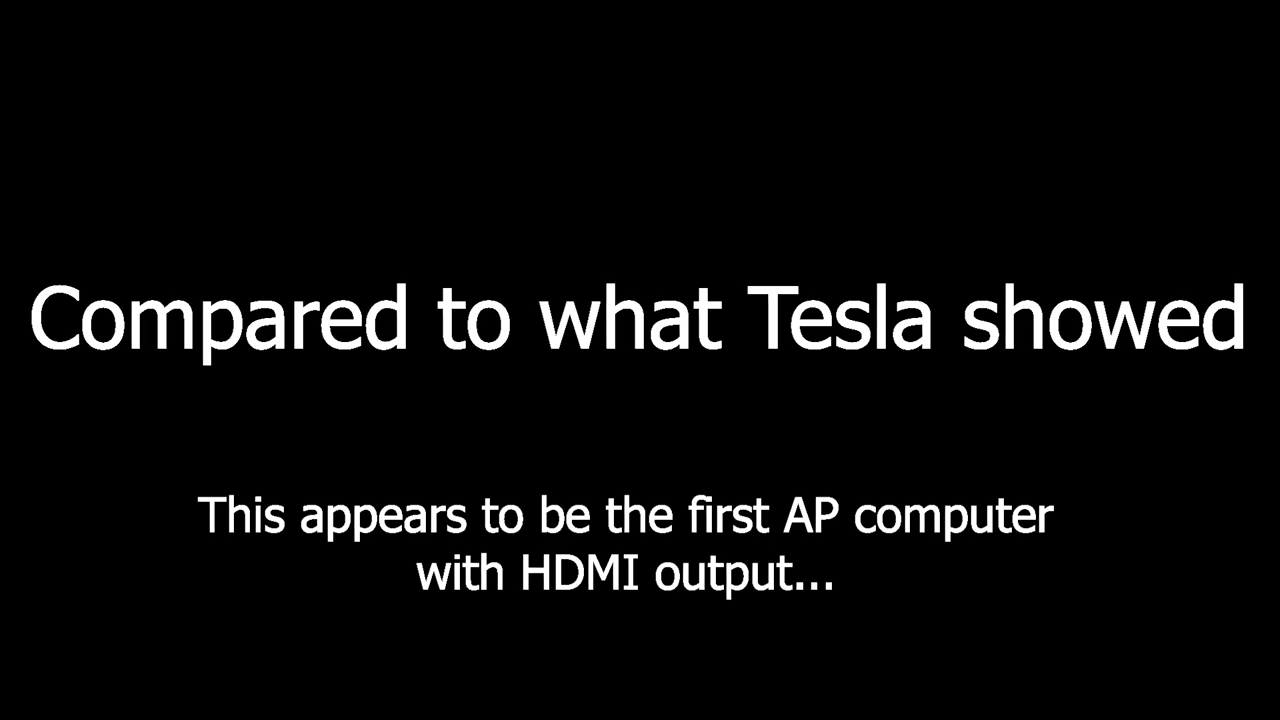 Compared to what Tesla showed
This appears to be the first AP computer
with HDMI output...